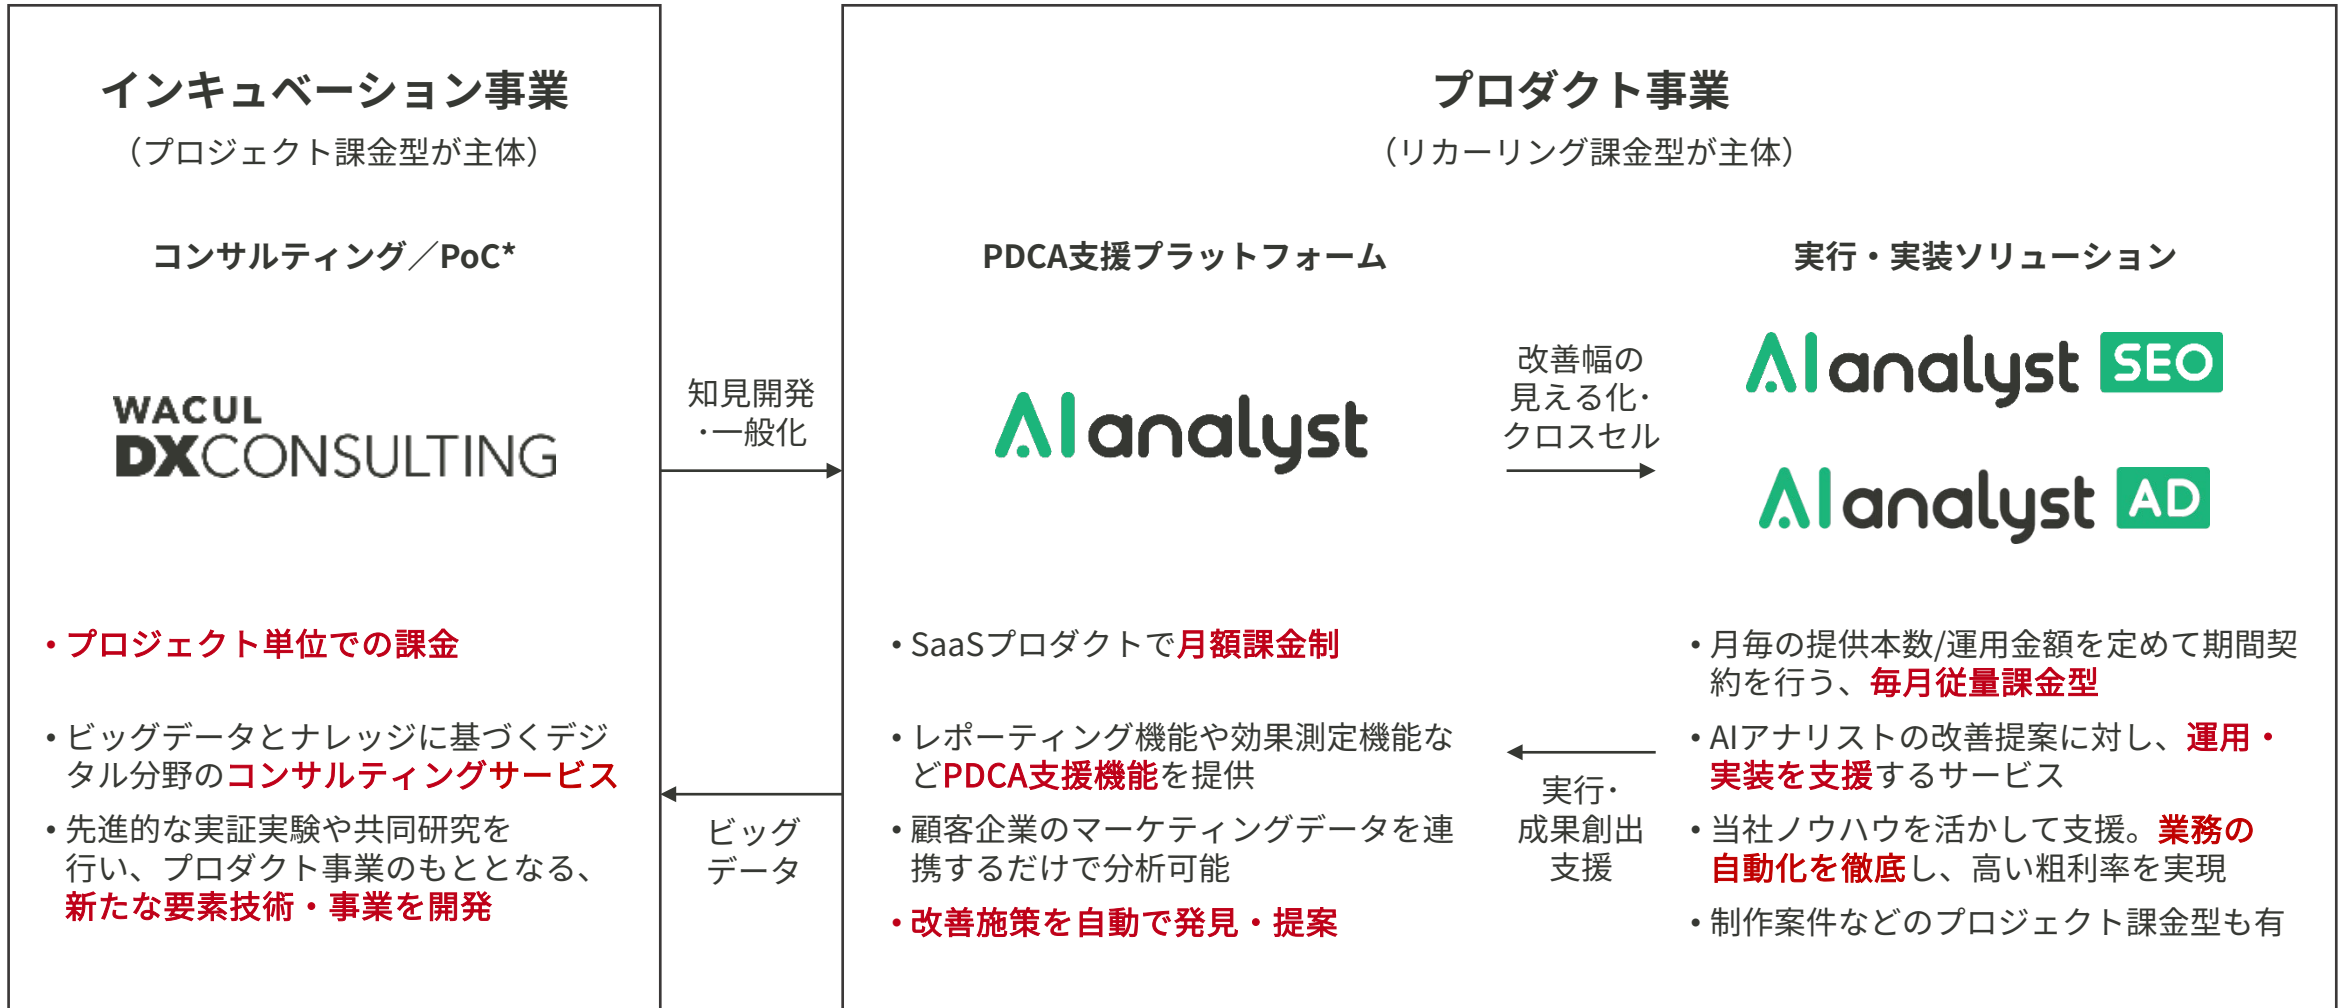 インキュベーション事業
（プロジェクト課金型が主体）
コンサルティング／PoC*
WACUL
DXCONSULTING
・プロジェクト単位での課金
・ビッグデータとナレッジに基づくデジ
タル分野のコンサルティングサービス
・先進的な実証実験や共同研究を
行い、プロダクト事業のもととなる、
新たな要素技術・事業を開発
知見開発
・一般化
ビッグ
データ
プロダクト事業
（リカーリング課金型が主体）
PDCA支援プラットフォーム
AI analyst
・SaaSプロダクトで月額課金制
・レポーティング機能や効果測定機能な
どPDCA支援機能を提供
・顧客企業のマーケティングデータを連
携するだけで分析可能
・改善施策を自動で発見・提案
改善幅の
見える化・
クロスセル
実行・
成果創出
支援
実行・実装ソリューション
AI analyst SEO
AI analyst AD
・月毎の提供本数/運用金額を定めて期間契
約を行う、毎月従量課金型
・AIアナリストの改善提案に対し、運用・
実装を支援するサービス
・当社ノウハウを活かして支援。業務の
自動化を徹底し、高い粗利率を実現
・制作案件などのプロジェクト課金型も有